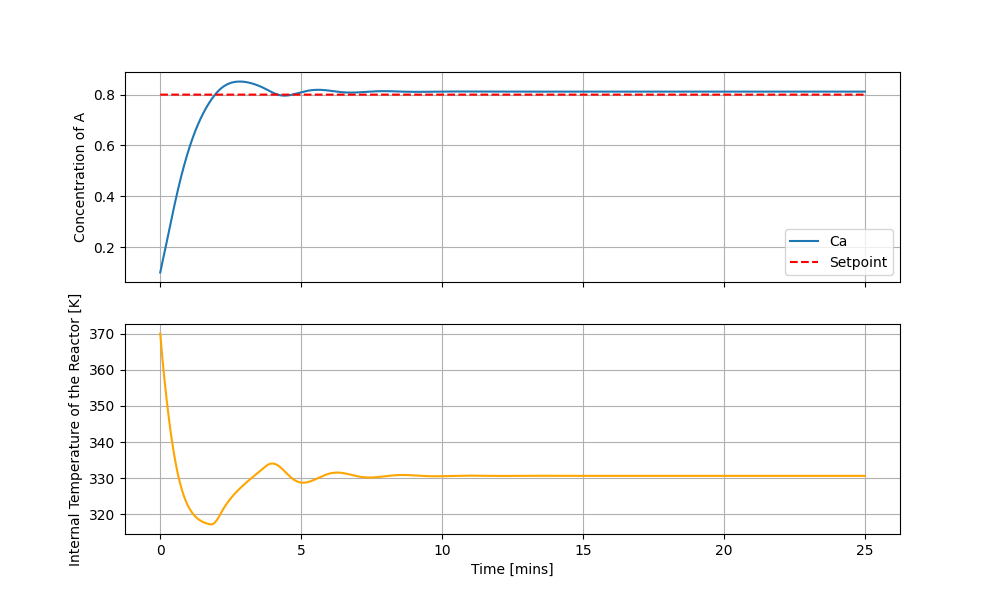 Concentration of A
0.8
0.6
0.4
0.2
Ca
Setpoint
Internal Temperature of the Reactor [K]
370
360
350
340
330
320
0 5 10 15 20 25
Time [mins]